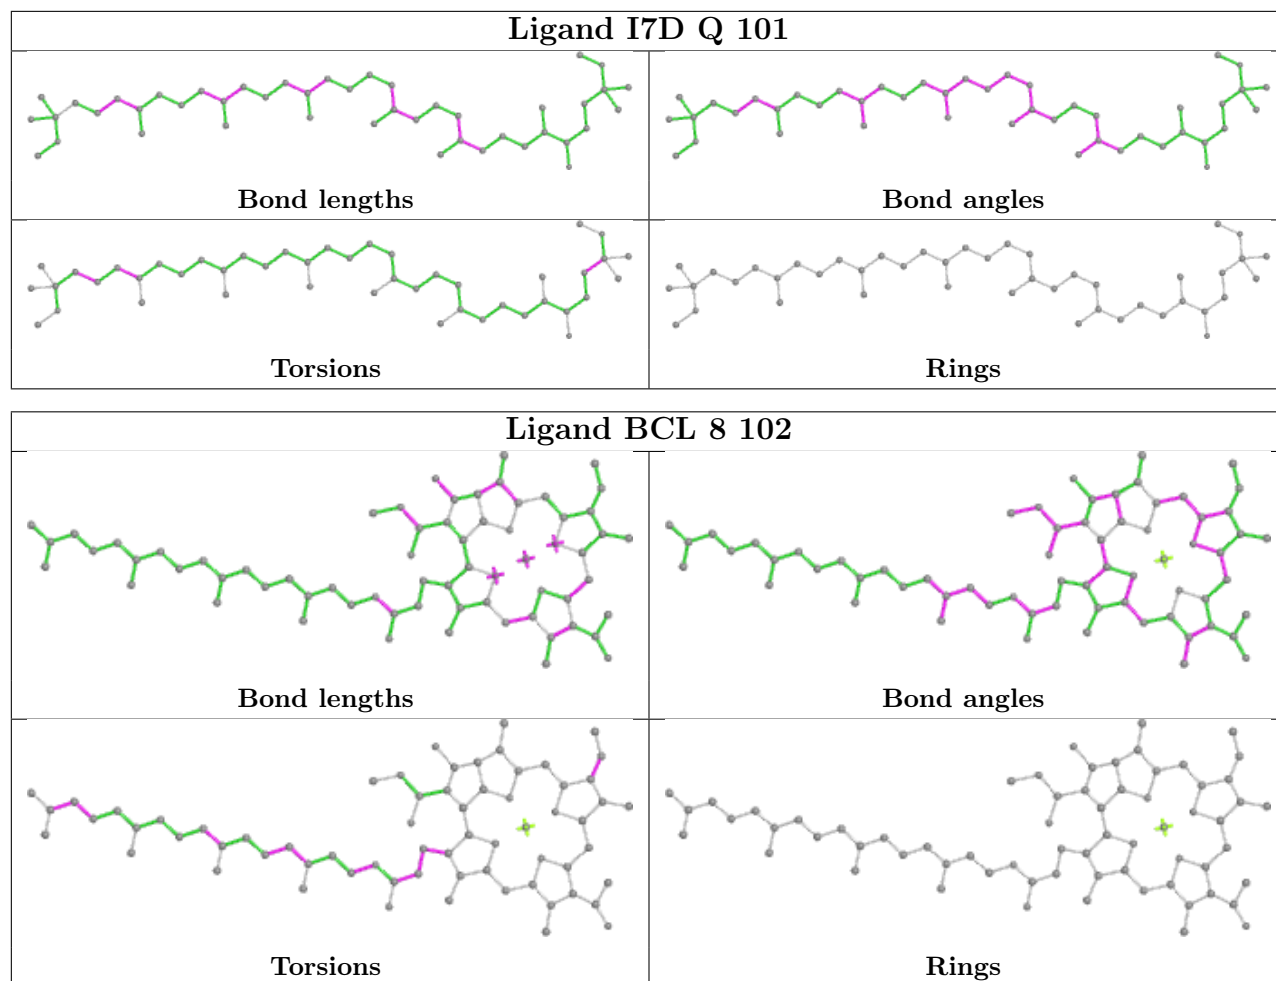 Ligand I7D Q 101
Bond lengths
Bond angles
Torsions
Rings
Ligand BCL 8 102
Bond lengths
Bond angles
Torsions
Rings